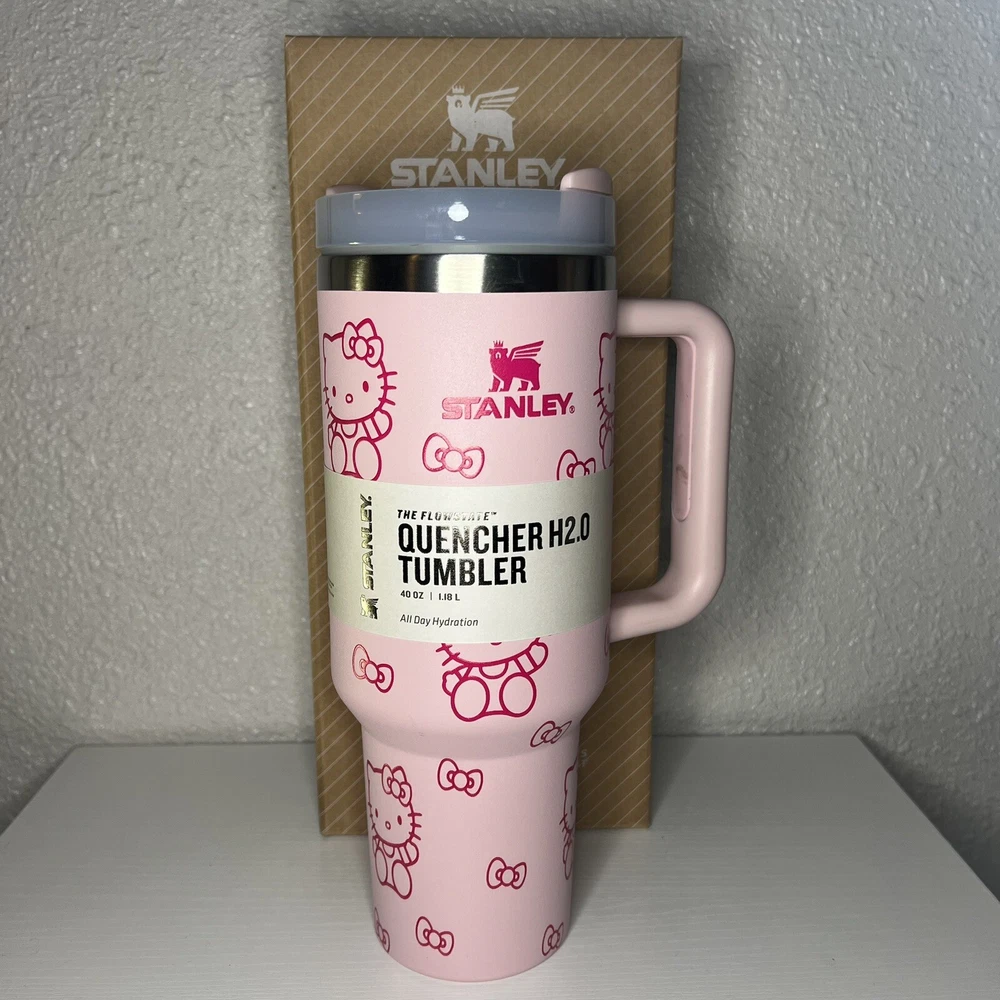 STANLEY
STANLEY®
STANLEY®
THE FLOWSTATE™
QUENCHER H2.0
TUMBLER
40 OZ | 1.18 L
All Day Hydration